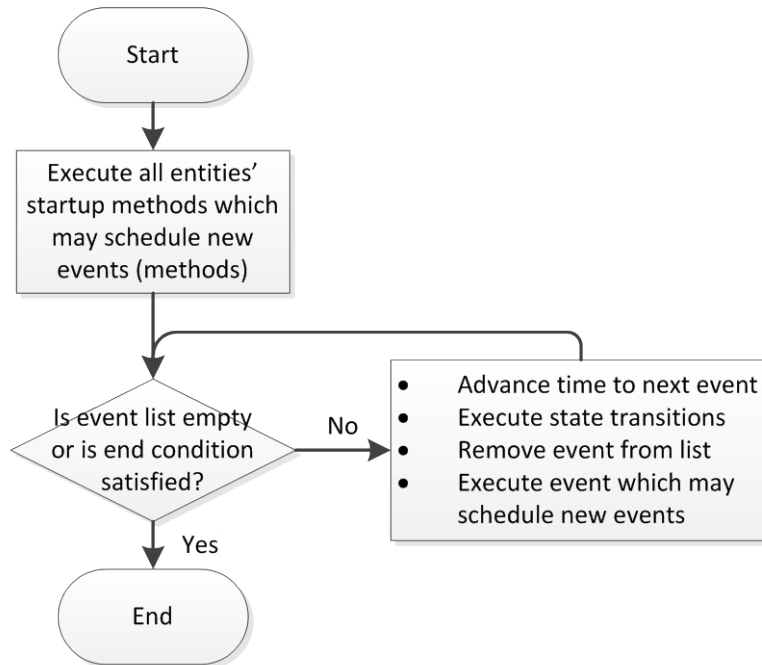 Start
Execute all entities’
startup methods which
may schedule new
events (methods)
Is event list empty
or is end condition
satisfied?
No
• Advance time to next event
• Execute state transitions
• Remove event from list
• Execute event which may
schedule new events
Yes
End